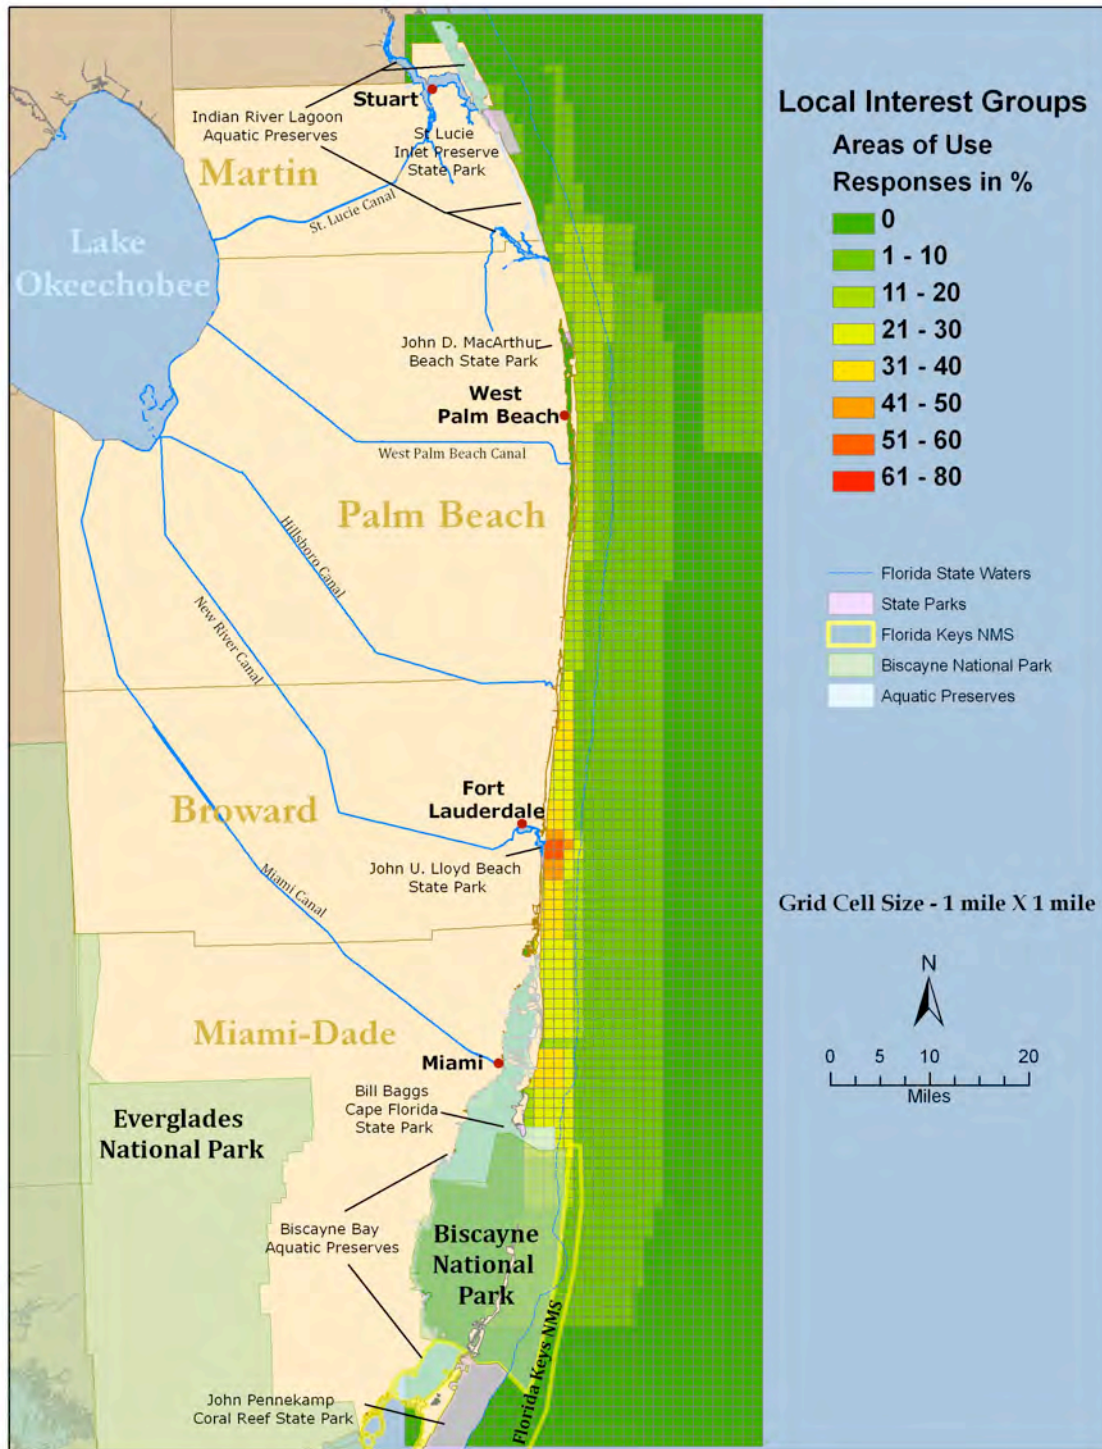 Indian River Lagoon
Aquatic Preserves
Stuart
St Lucie
Inlet Preserve
State Park
Martin
St. Lucie Canal
Lake
Okeechobee
John D. MacArthur
Beach State Park
West
Palm Beach
West Palm Beach Canal
Palm Beach
Hillsboro Canal
New River Canal
Fort
Lauderdale
Broward
John U. Lloyd Beach
State Park
Miami Canal
Miami-Dade
Miami
Bill Baggs
Cape Florida
State Park
Everglades
National Park
Biscayne Bay
Aquatic Preserves
Biscayne
National
Park
Florida Keys NMS
John Pennekamp
Coral Reef State Park
Local Interest Groups
Areas of Use
Responses in %
0
1 - 10
11 - 20
21 - 30
31 - 40
41 - 50
51 - 60
61 - 80
Florida State Waters
State Parks
Florida Keys NMS
Biscayne National Park
Aquatic Preserves
Grid Cell Size - 1 mile X 1 mile
N
0 5 10 20
Miles